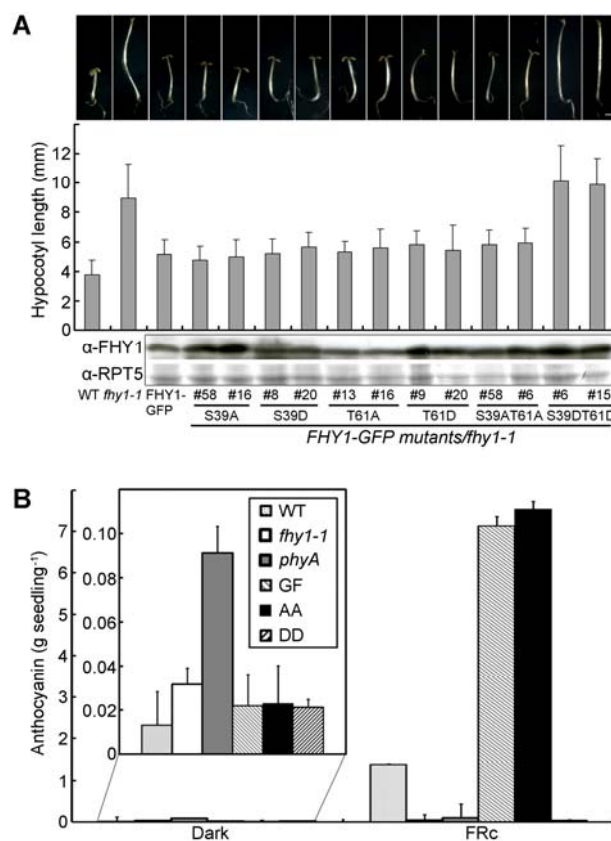 A
Hypocotyl length (mm)
12
10
8
6
4
2
0
α-FHY1
α-RPT5
WT fhy1-1 FHY1-GFP #58 #16 #8 #20 #13 #16 #9 #20 #58 #6 #6 #15
S39A S39D T61A T61D S39AT61A S39DT61D
FHY1-GFP mutants/fhy1-1
B
Anthocyanin (g seedling-1)
7
6
5
4
3
2
1
0
0.10
0.08
0.06
0.04
0.02
0
WT
fhy1-1
phyA
GF
AA
DD
Dark FRc